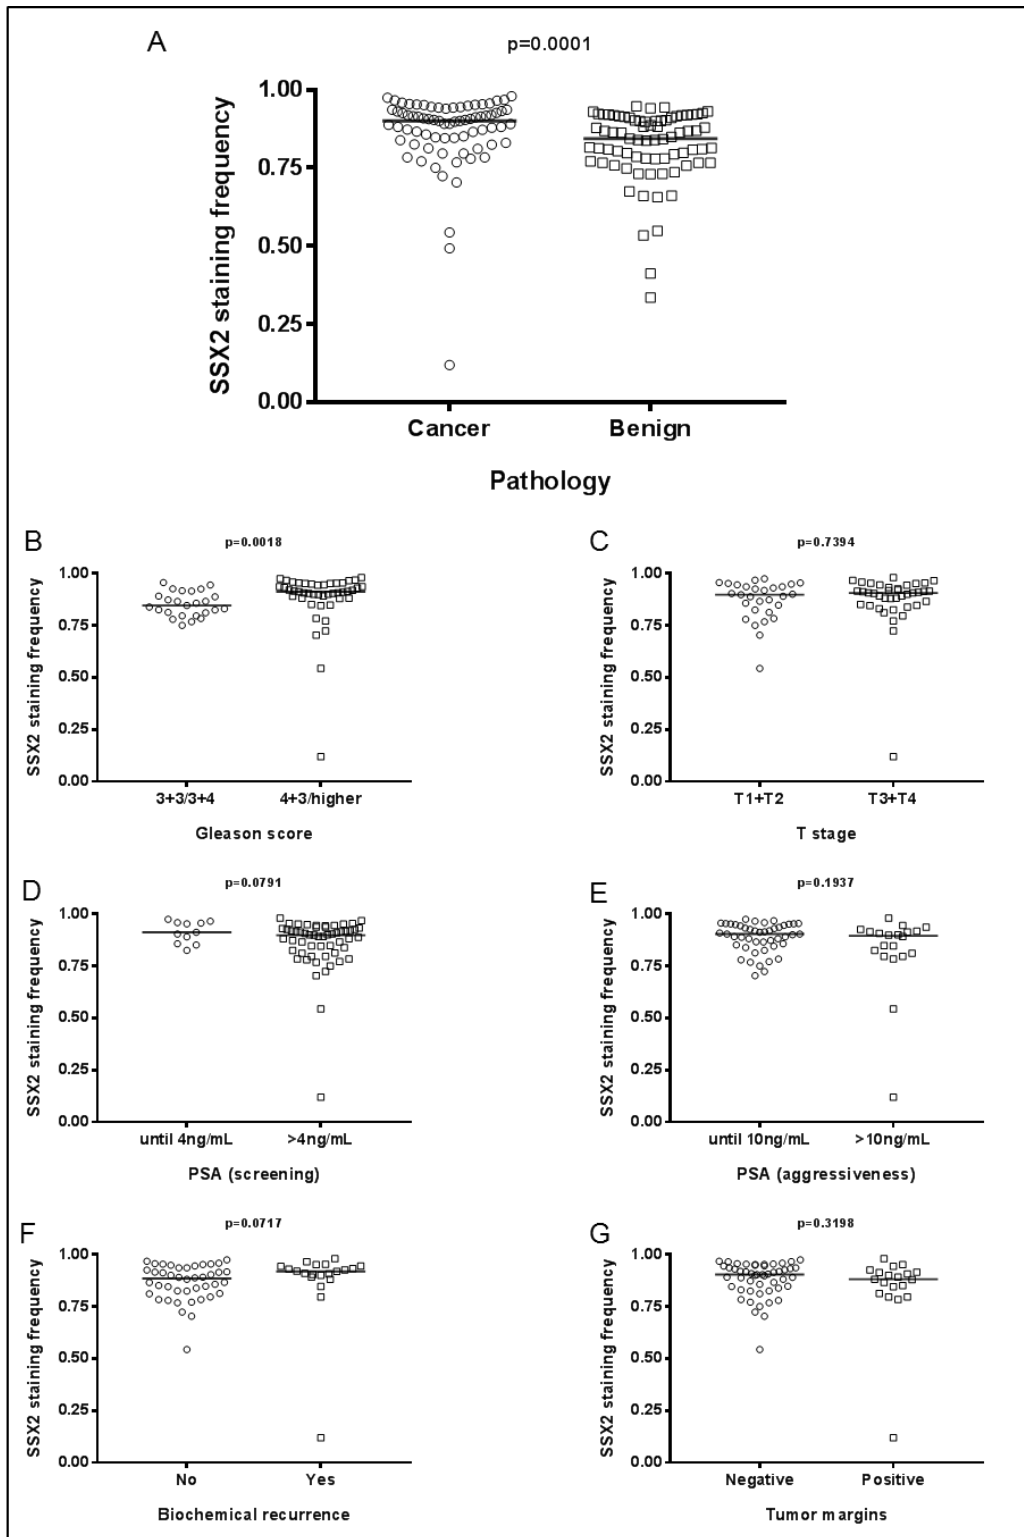 A
p=0.0001
SSX2 staining frequency
1.00
0.75
0.50
0.25
0.00
Cancer Benign
Pathology
B
p=0.0018
SSX2 staining frequency
1.00
0.75
0.50
0.25
0.00
3+3/3+4 4+3/higher
Gleason score
C
p=0.7394
SSX2 staining frequency
1.00
0.75
0.50
0.25
0.00
T1+T2 T3+T4
T stage
D
p=0.0791
SSX2 staining frequency
1.00
0.75
0.50
0.25
0.00
until 4ng/mL >4ng/mL
PSA (screening)
E
p=0.1937
SSX2 staining frequency
1.00
0.75
0.50
0.25
0.00
until 10ng/mL >10ng/mL
PSA (aggressiveness)
F
p=0.0717
SSX2 staining frequency
1.00
0.75
0.50
0.25
0.00
No Yes
Biochemical recurrence
G
p=0.3198
SSX2 staining frequency
1.00
0.75
0.50
0.25
0.00
Negative Positive
Tumor margins